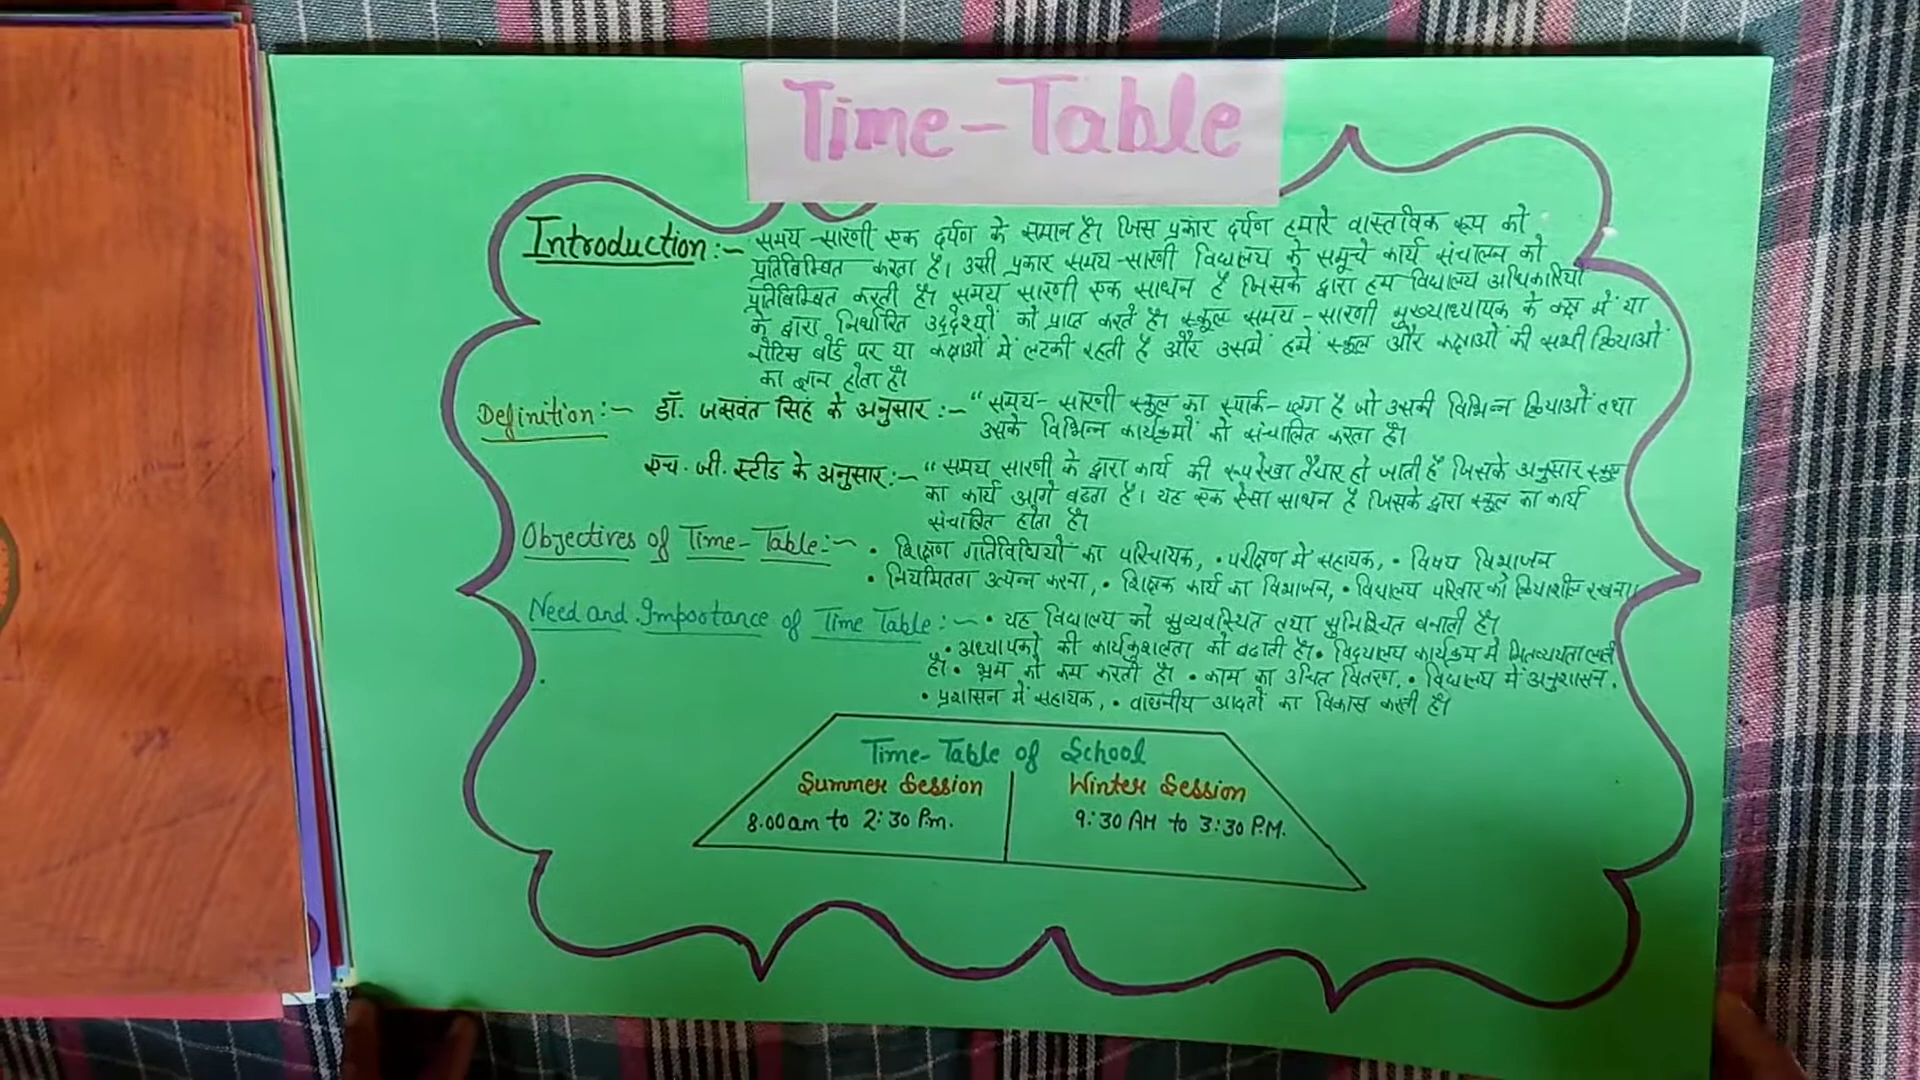 Time-Table
Introduction:- समय-सारणी एक दर्पण के समान है। जिस प्रकार दर्पण हमारे वास्तविक रूप को
प्रतिबिम्बित करता है। उसी प्रकार समय-सारणी विद्यालय के समूचे कार्य संचालन को
प्रतिबिम्बित करती है। समय सारणी एक साधन है जिसके द्वारा हम विद्यालय अधिकारियों
के द्वारा निर्धारित उद्देश्यों को प्राप्त करते है। स्कूल समय-सारणी मुख्याध्यापक के कक्ष में या
नोटिस बोर्ड पर या कक्षाओं में लटकी रहती है और उसमें हमें स्कूल और कक्षाओं की सभी क्रियाओं
का ज्ञान होता है।
Definition:- डॉ. जसवंत सिंह के अनुसार:- "समय-सारणी स्कूल का स्पार्क-प्लग है जो उसकी विभिन्न क्रियाओं तथा
उसके विभिन्न कार्यक्रमों को संचालित करता है।
एच. जी. स्टीड के अनुसार:- "समय सारणी के द्वारा कार्य की रूपरेखा तैयार हो जाती है जिसके अनुसार स्कूल
का कार्य आगे बढता है। यह एक ऐसा साधन है जिसके द्वारा स्कूल का कार्य
संचालित होता है।
Objectives of Time-Table:- • शिक्षण गतिविधियों का परिचायक, • परीक्षण में सहायक, • विषय विभाजन
• नियमितता उत्पन्न करना, • शिक्षक कार्य का विभाजन, • विद्यालय परिवार को क्रियाशील रखना।
Need and Importance of Time Table:- • यह विद्यालय को सुव्यवस्थित तथा सुनिश्चित बनाती है।
• अध्यापकों की कार्यकुशलता को बढाती है। • विद्यालय कार्यक्रम में मितव्ययता लाती
है। • भ्रम को कम करती है। • काम का उचित वितरण, • विद्यालय में अनुशासन,
• प्रशासन में सहायक, • वांछनीय आदतों का विकास करती है।
Time-Table of School
Summer Session Winter Session
8.00am to 2:30 P.m. 9:30 AM to 3:30 P.M.